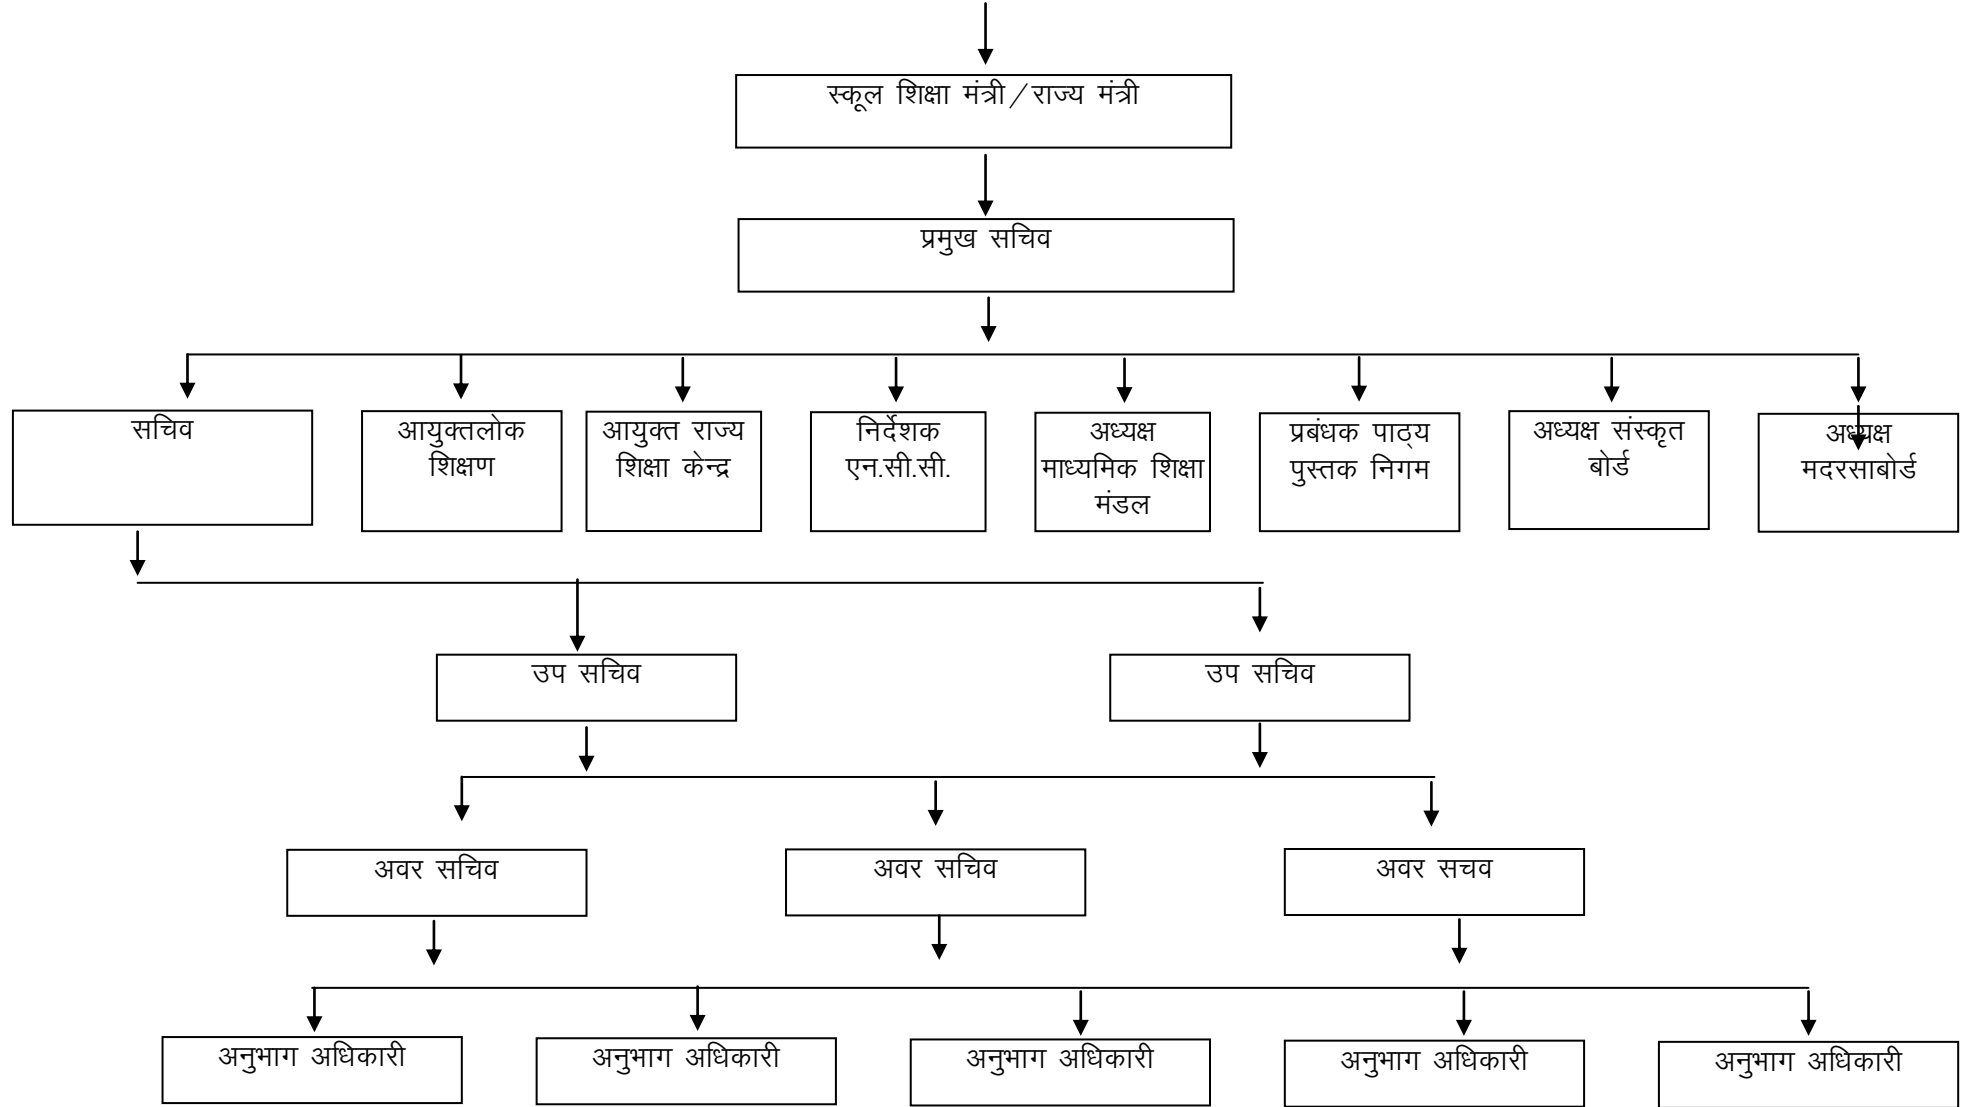 स्कूल शिक्षा मंत्री/राज्य मंत्री
प्रमुख सचिव
सचिव
आयुक्तलोक
शिक्षण
आयुक्त राज्य
शिक्षा केन्द्र
निर्देशक
एन.सी.सी.
अध्यक्ष
माध्यमिक शिक्षा
मंडल
प्रबंधक पाठ्य
पुस्तक निगम
अध्यक्ष संस्कृत
बोर्ड
अध्यक्ष
मदरसाबोर्ड
उप सचिव
उप सचिव
अवर सचिव
अवर सचिव
अवर सचव
अनुभाग अधिकारी
अनुभाग अधिकारी
अनुभाग अधिकारी
अनुभाग अधिकारी
अनुभाग अधिकारी